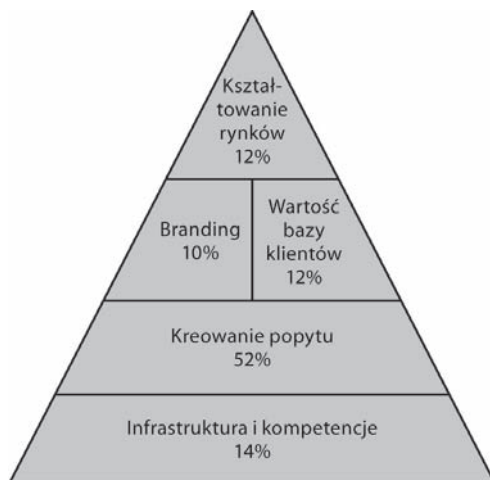 Kształ-
towanie
rynków
12%
Branding
10%
Wartość
bazy
klientów
12%
Kreowanie popytu
52%
Infrastruktura i kompetencje
14%